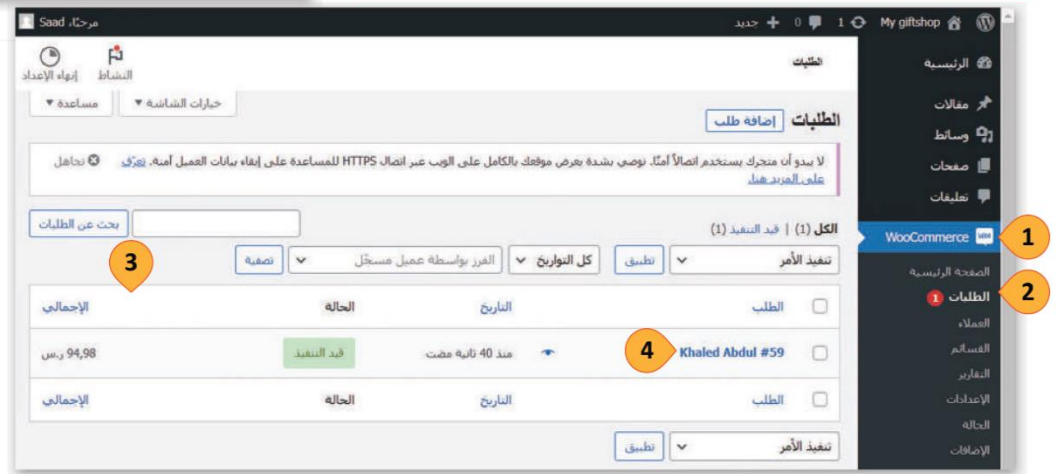 My giftshop 1 0 جديد مرحبًا، Saad
الرئيسية
مقالات
وسائط
صفحات
تعليقات
WooCommerce
1
الصفحة الرئيسية
الطلبات 1
2
العملاء
القسائم
التقارير
الإعدادات
الحالة
الإضافات
الطلبات
النشاط
إنهاء الإعداد
خيارات الشاشة
مساعدة
الطلبات إضافة طلب
لا يبدو أن متجرك يستخدم اتصالاً آمنًا. نوصي بشدة بعرض موقعك بالكامل على الويب عبر اتصال HTTPS للمساعدة على إبقاء بيانات العميل آمنة. تعرّف
على المزيد هنا.
تجاهل
الكل (1) | قيد التنفيذ (1)
بحث عن الطلبات
تنفيذ الأمر تطبيق كل التواريخ الفرز بواسطة عميل مسجّل تصفية
3
الطلب التاريخ الحالة الإجمالي
Khaled Abdul #59 4 منذ 40 ثانية مضت قيد التنفيذ 94,98 ر.س
الطلب التاريخ الحالة الإجمالي
تنفيذ الأمر تطبيق